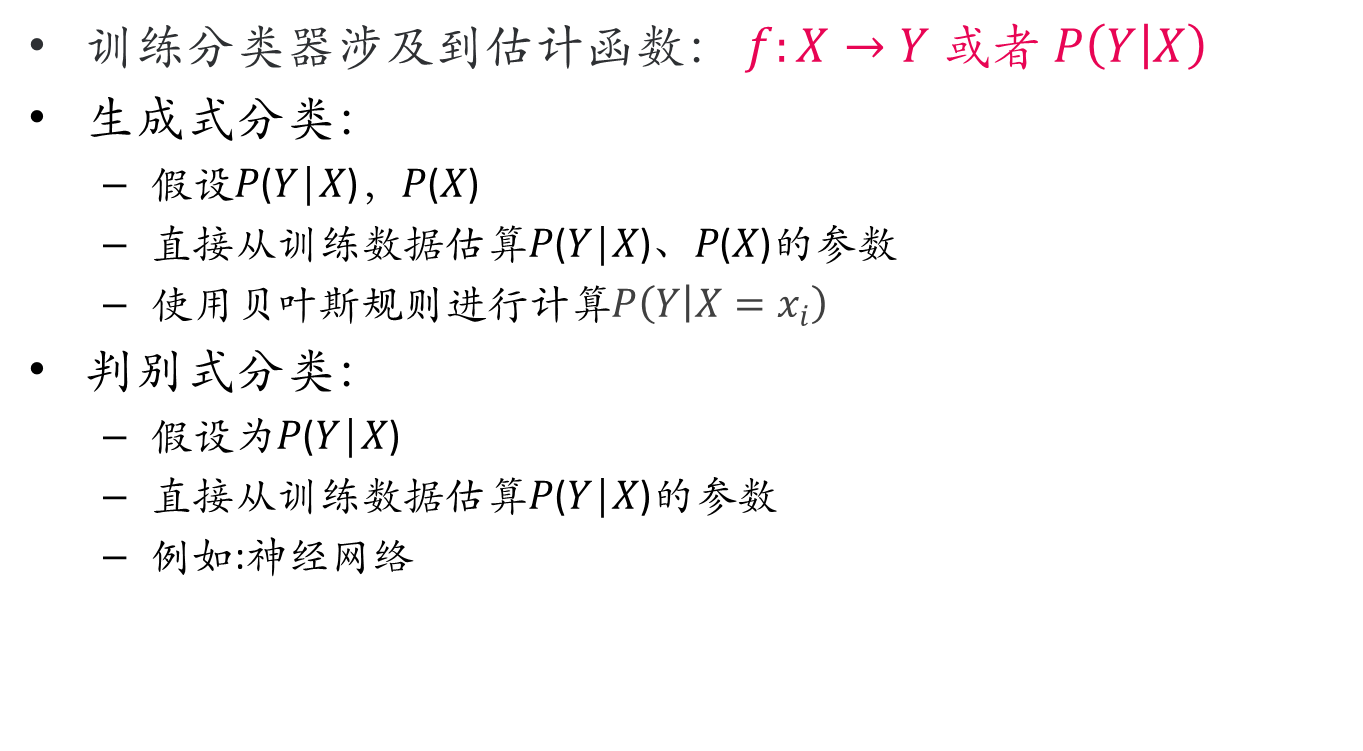 • 训练分类器涉及到估计函数： f: X → Y 或者 P(Y|X)
• 生成式分类：
– 假设P(Y|X)，P(X)
– 直接从训练数据估算P(Y|X)、P(X)的参数
– 使用贝叶斯规则进行计算P(Y|X = xᵢ)
• 判别式分类：
– 假设为P(Y|X)
– 直接从训练数据估算P(Y|X)的参数
– 例如:神经网络